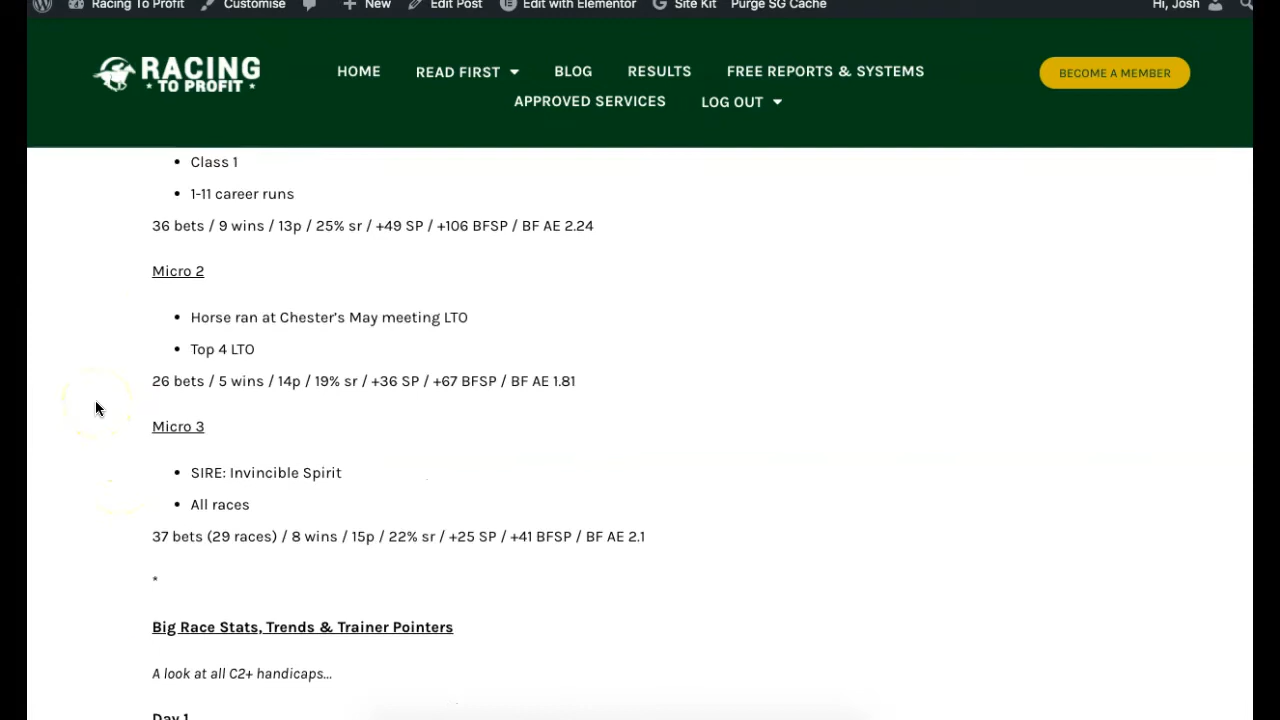 Racing To Profit Customise New Edit Post Edit with Elementor Site Kit Purge SG Cache Hi, Josh
RACING
TO PROFIT
HOME READ FIRST BLOG RESULTS FREE REPORTS & SYSTEMS
APPROVED SERVICES LOG OUT
BECOME A MEMBER
• Class 1
• 1-11 career runs
36 bets / 9 wins / 13p / 25% sr / +49 SP / +106 BFSP / BF AE 2.24
Micro 2
• Horse ran at Chester's May meeting LTO
• Top 4 LTO
26 bets / 5 wins / 14p / 19% sr / +36 SP / +67 BFSP / BF AE 1.81
Micro 3
• SIRE: Invincible Spirit
• All races
37 bets (29 races) / 8 wins / 15p / 22% sr / +25 SP / +41 BFSP / BF AE 2.1
*
Big Race Stats, Trends & Trainer Pointers
A look at all C2+ handicaps...
Day 1